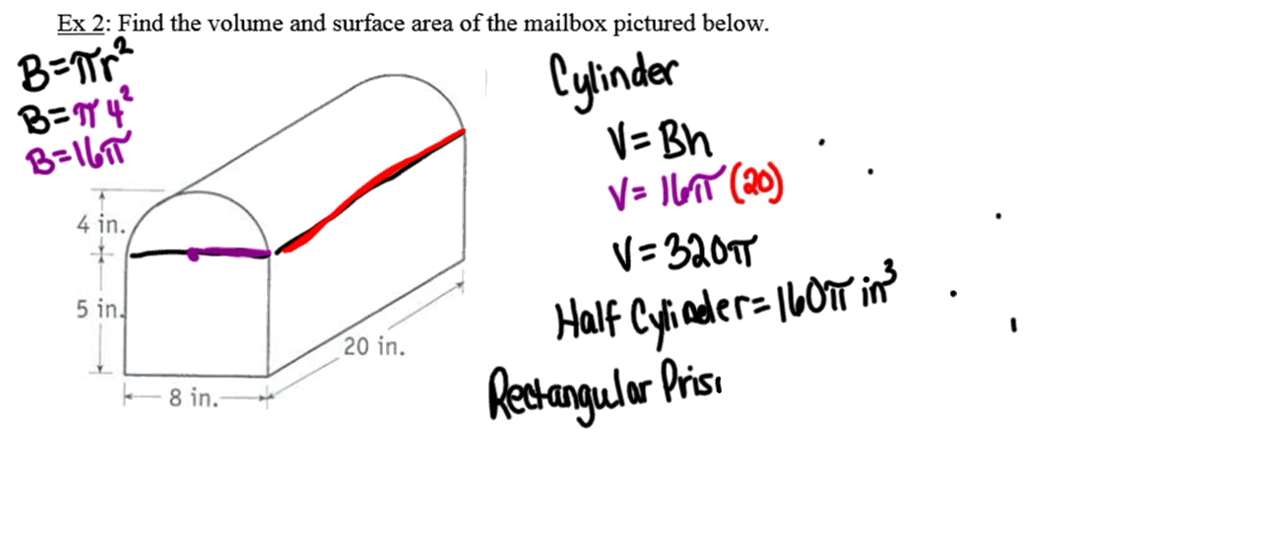 Ex 2: Find the volume and surface area of the mailbox pictured below.
B=πr²
B=π4²
B=16π
4 in.
5 in.
8 in.
20 in.
Cylinder
V=Bh
V=16π(20)
V=320π
Half Cylinder=160π in³
Rectangular Pris